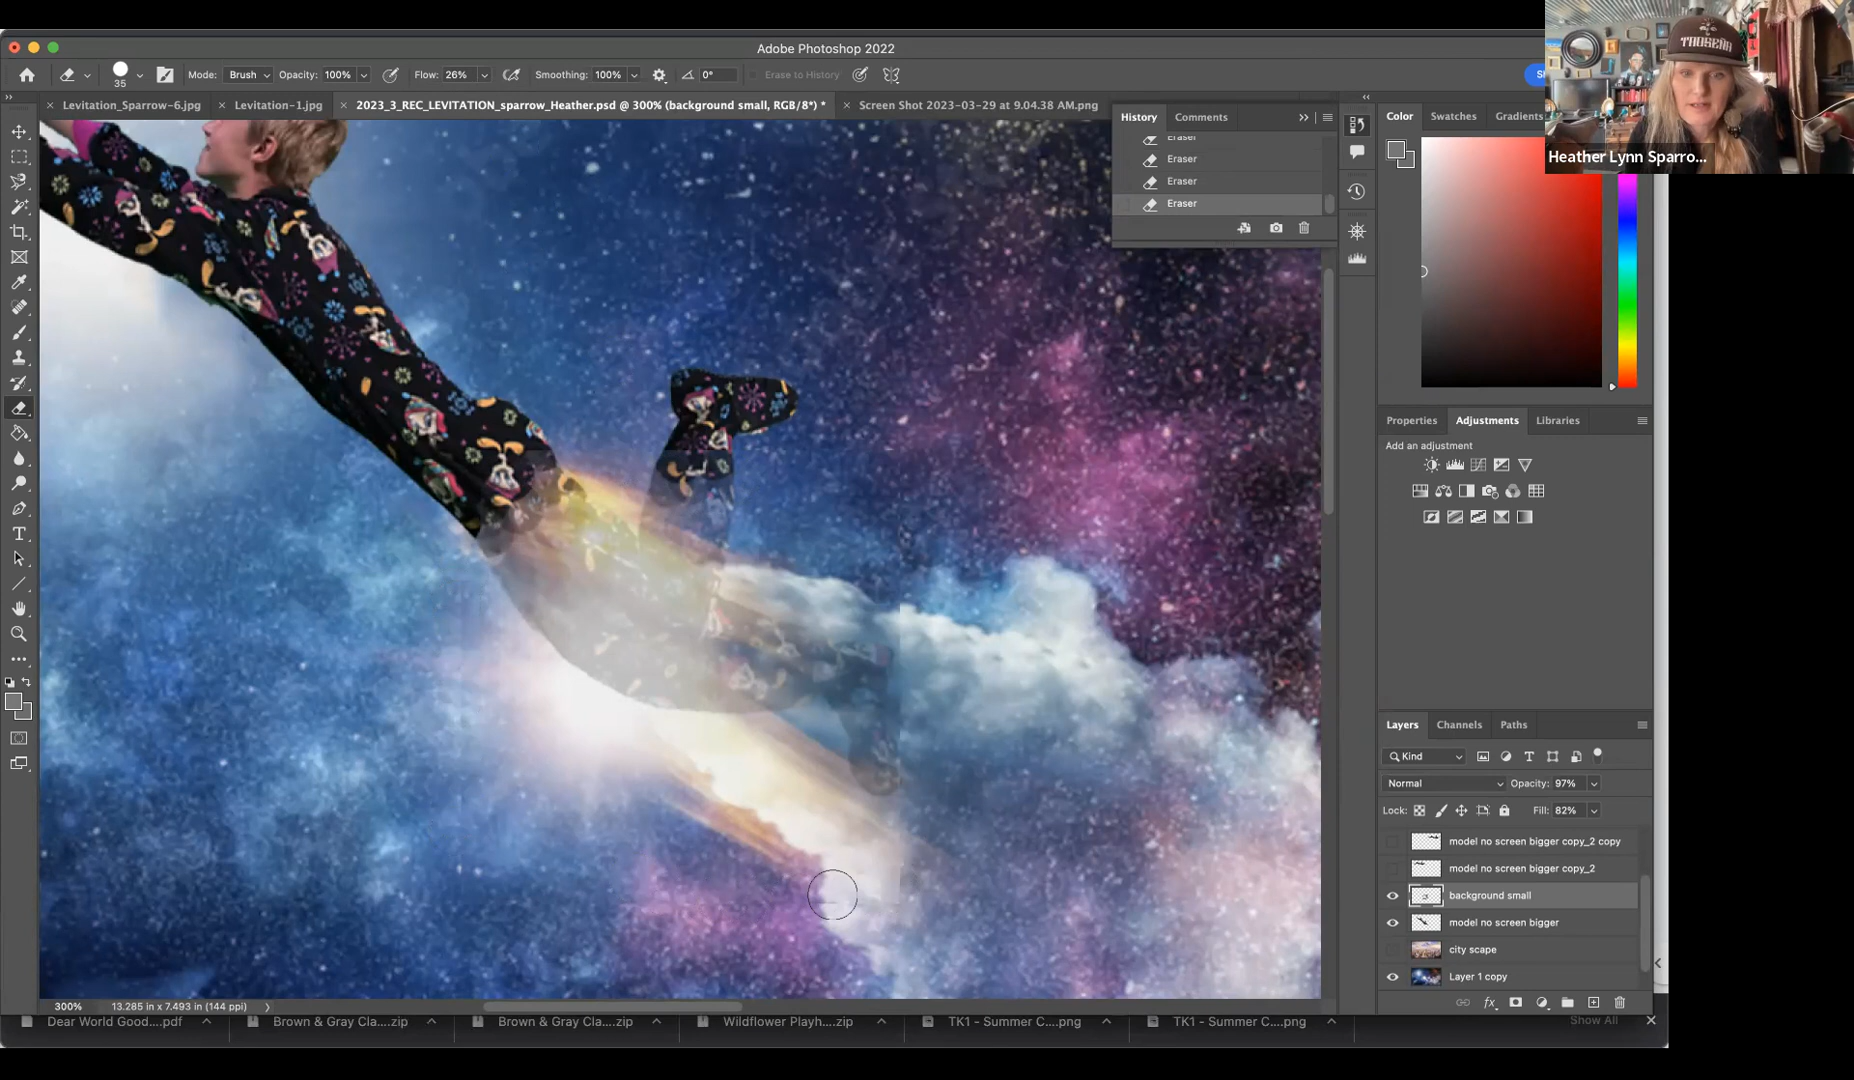 Adobe Photoshop 2022
TAOSEÑA
Heather Lynn Sparro...
35
Mode: Brush Opacity: 100% Flow: 26% Smoothing: 100% 0° Erase to History
Levitation_Sparrow-6.jpg
Levitation-1.jpg
2023_3_REC_LEVITATION_sparrow_Heather.psd @ 300% (background small, RGB/8*) *
Screen Shot 2023-03-29 at 9.04.38 AM.png
History Comments
Eraser
Eraser
Eraser
Eraser
Color Swatches Gradients
Properties Adjustments Libraries
Add an adjustment
Layers Channels Paths
Kind
Normal Opacity: 97%
Lock: Fill: 82%
model no screen bigger copy_2 copy
model no screen bigger copy_2
background small
model no screen bigger
city scape
Layer 1 copy
fx
300% 13.285 in x 7.493 in (144 ppi)
Dear World Good....pdf
Brown & Gray Cla....zip
Brown & Gray Cla....zip
Wildflower Playh....zip
TK1 - Summer C....png
TK1 - Summer C....png
Show All